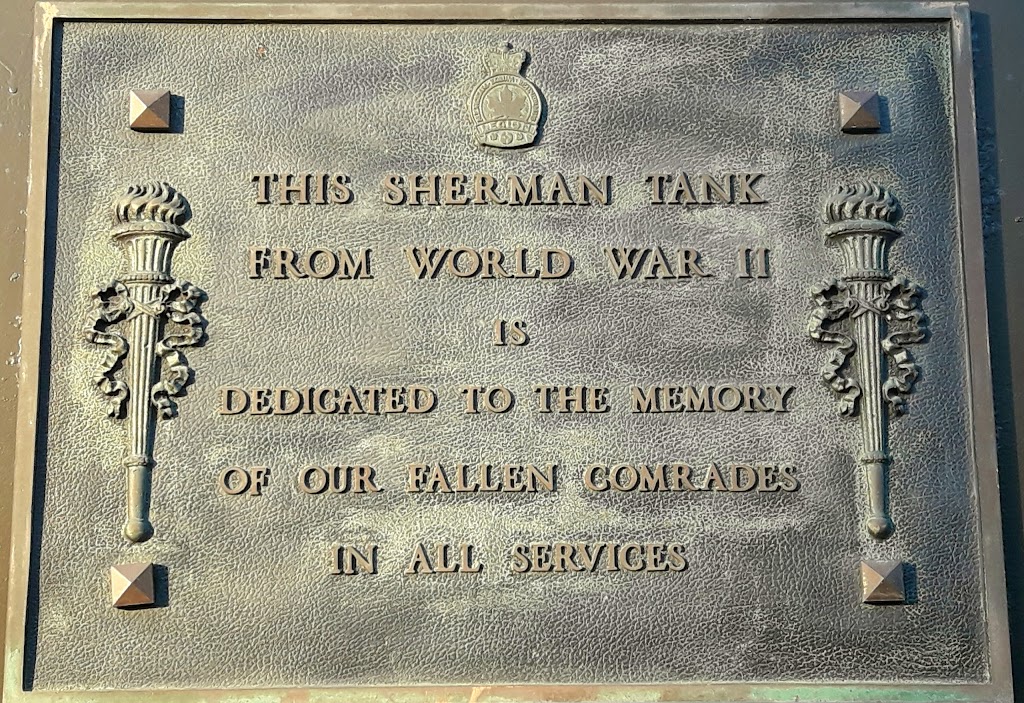 THIS SHERMAN TANK
FROM WORLD WAR II
IS
DEDICATED TO THE MEMORY
OF OUR FALLEN COMRADES
IN ALL SERVICES